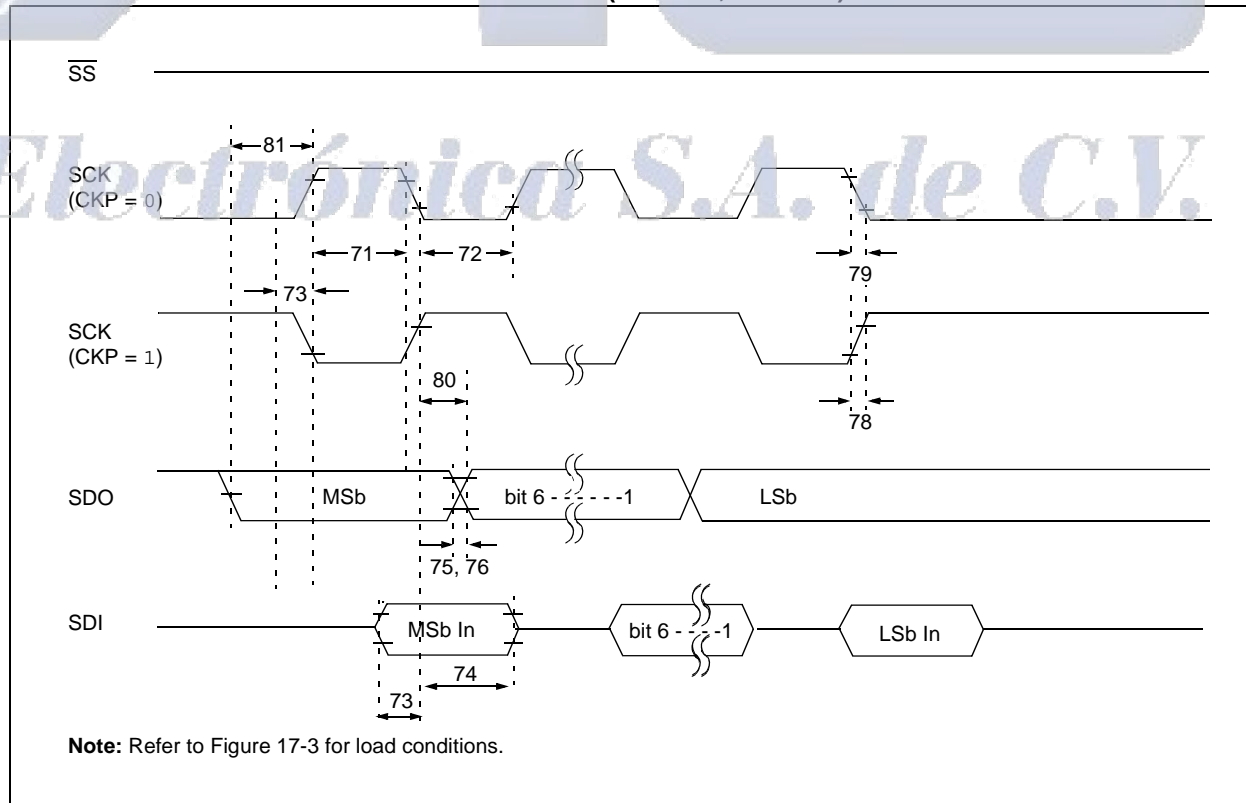 SS
Electrónica S.A. de C.V.
81
SCK
(CKP = 0)
71
72
79
73
SCK
(CKP = 1)
80
78
SDO
MSb
bit 6 - - - - - -1
LSb
75, 76
SDI
MSb In
bit 6 - - - - -1
LSb In
74
73
Note: Refer to Figure 17-3 for load conditions.